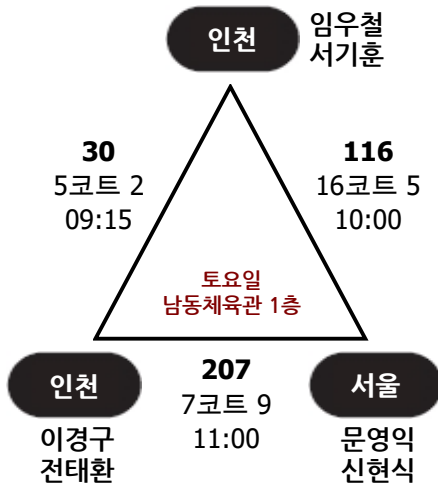 인천
임우철
서기훈
30
5코트 2
09:15
116
16코트 5
10:00
토요일
남동체육관 1층
인천
이경구
전태환
207
7코트 9
11:00
서울
문영익
신현식